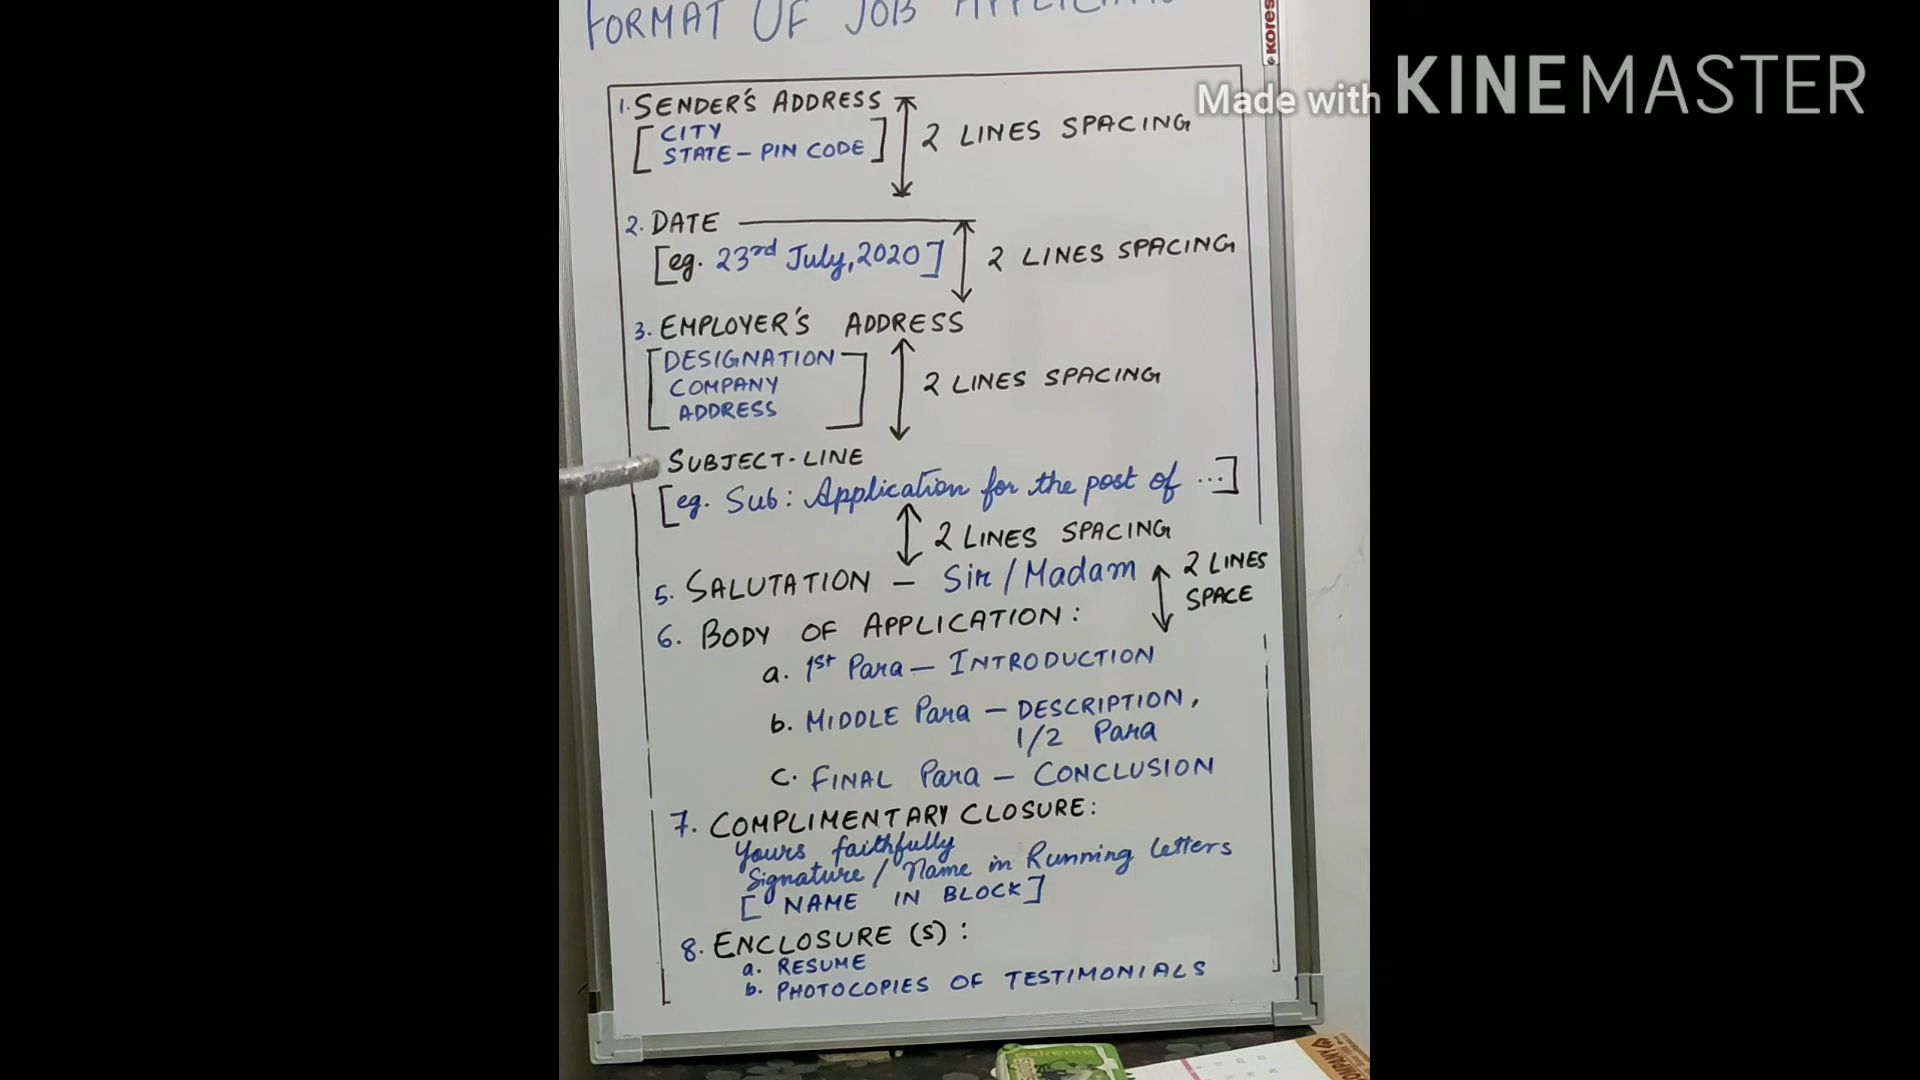 FORMAT OF JOB
KORES
Made with KINEMASTER
1. SENDER'S ADDRESS
[CITY
STATE - PIN CODE]
2 LINES SPACING
2. DATE
[eg. 23rd July, 2020]
2 LINES SPACING
3. EMPLOYER'S ADDRESS
[DESIGNATION
COMPANY
ADDRESS]
2 LINES SPACING
SUBJECT-LINE
[eg. Sub: Application for the post of ...]
2 LINES SPACING
5. SALUTATION - Sir/Madam
2 LINES
SPACE
6. BODY OF APPLICATION:
a. 1st Para - INTRODUCTION
b. MIDDLE Para - DESCRIPTION,
1/2 Para
c. FINAL Para - CONCLUSION
7. COMPLIMENTARY CLOSURE:
Yours faithfully
Signature / Name in Running letters
[NAME IN BLOCK]
8. ENCLOSURE (S):
a. RESUME
b. PHOTOCOPIES OF TESTIMONIALS
extreme